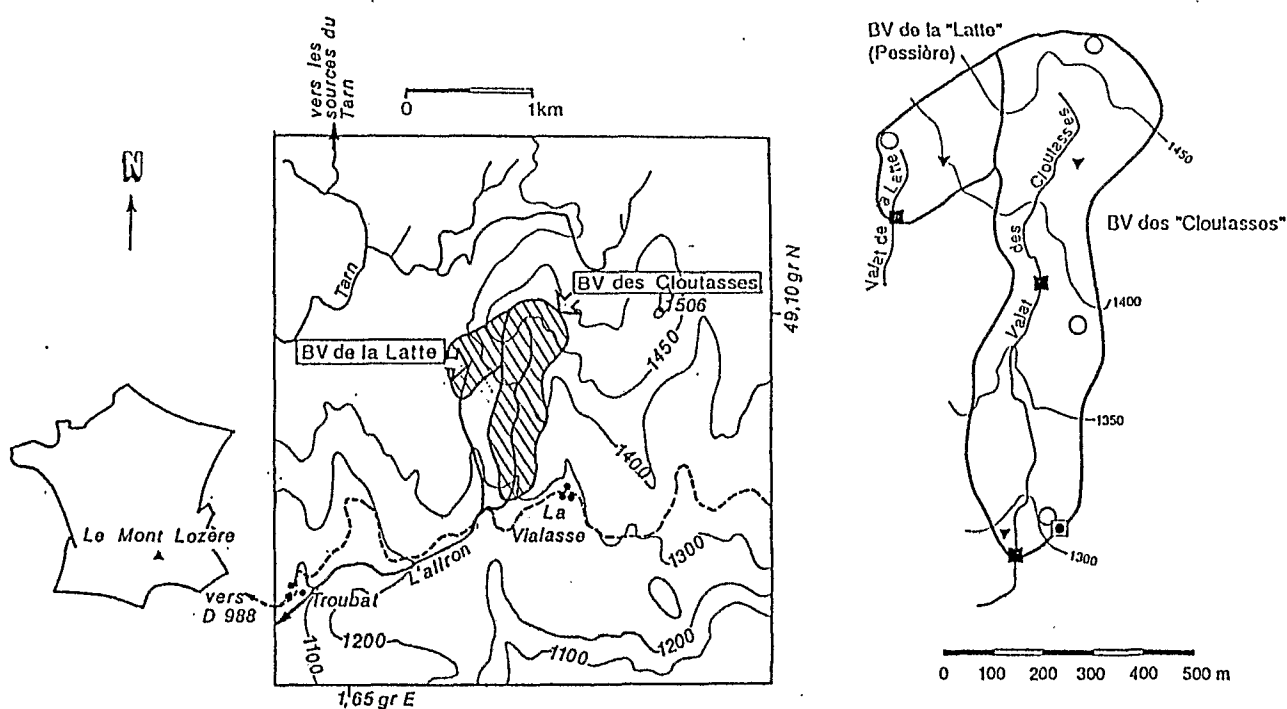 vers les
sources du
Tarn
0 1km
N
Tarn
BV des Cloutasses
1506
49,10 gr N
BV de la Latte
1450
1400
La
Vialasse
1300
L'aliron
Troubat
vers
D 988
1100
1200
1100
1200
1,65 gr E
Le Mont Lozère
BV de la "Latte"
(Pessière)
Cloutasses
des
Valat
1450
Valat de la Latte
BV des "Cloutasses"
1400
1350
1300
0 100 200 300 400 500 m